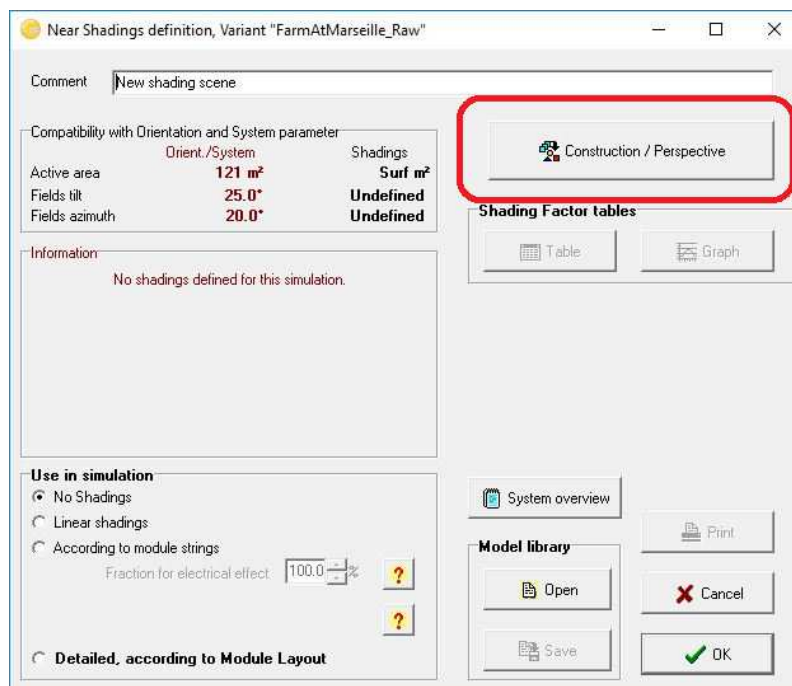 Near Shadings definition, Variant "FarmAtMarseille_Raw"
Comment New shading scene
Compatibility with Orientation and System parameter
Orient./System Shadings
Active area 121 m² Surf m²
Fields tilt 25.0° Undefined
Fields azimuth 20.0° Undefined
Construction / Perspective
Shading Factor tables
Table Graph
Information
No shadings defined for this simulation.
Use in simulation
No Shadings
Linear shadings
According to module strings
Fraction for electrical effect 100.0 %
?
?
Detailed, according to Module Layout
System overview
Model library
Open
Save
Print
Cancel
OK